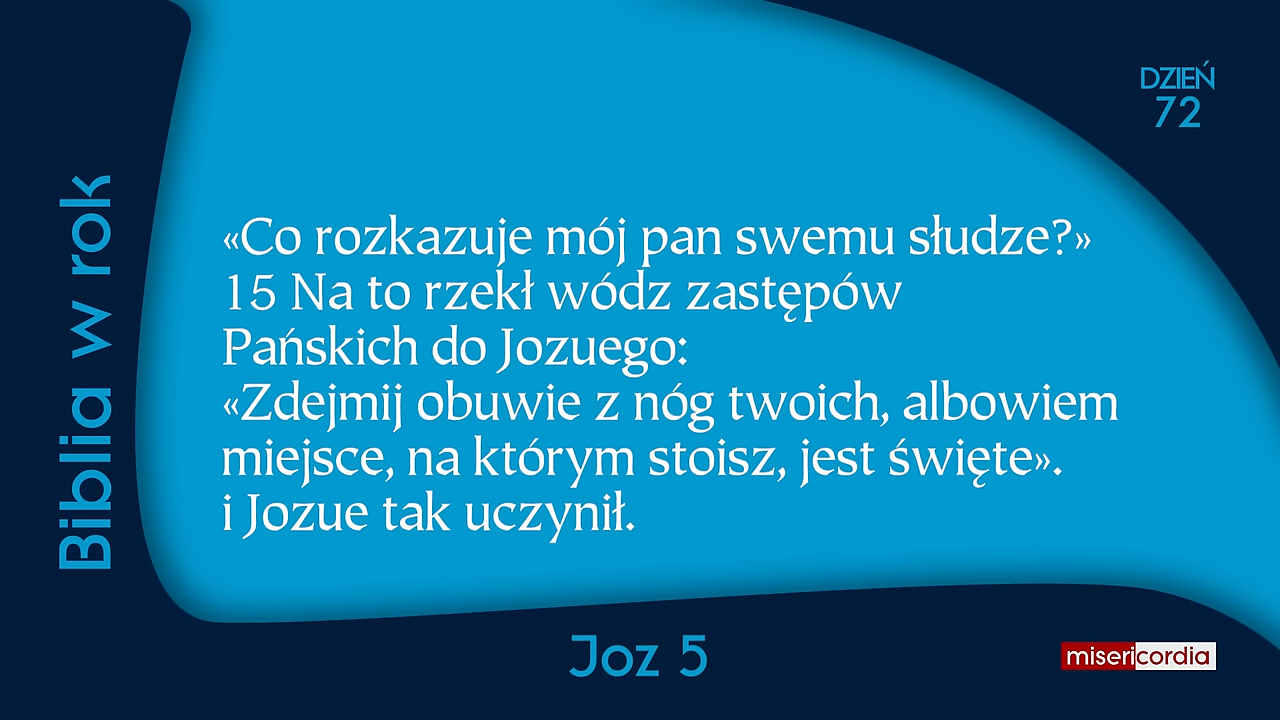 DZIEŃ
72
Biblia w rok
«Co rozkazuje mój pan swemu słudze?»
15 Na to rzekł wódz zastępów
Pańskich do Jozuego:
«Zdejmij obuwie z nóg twoich, albowiem
miejsce, na którym stoisz, jest święte».
i Jozue tak uczynił.
Joz 5
misericordia